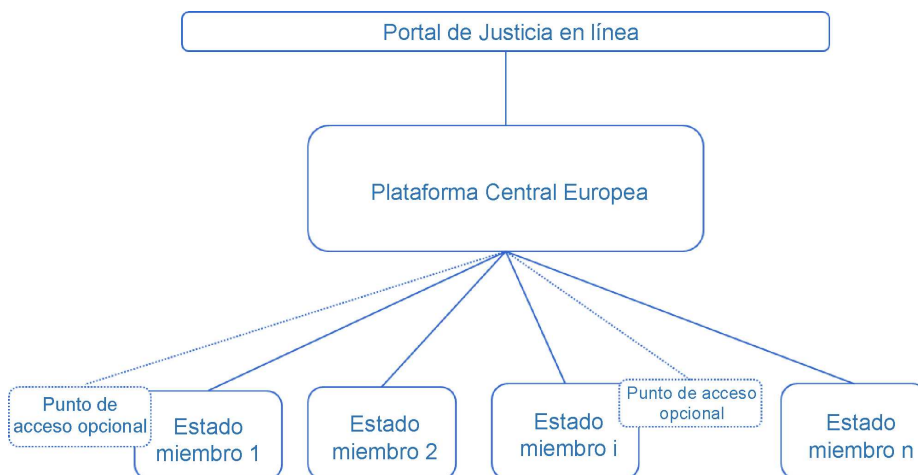 Portal de Justicia en línea
Plataforma Central Europea
Punto de
acceso opcional
Estado
miembro 1
Estado
miembro 2
Estado
miembro i
Punto de acceso
opcional
Estado
miembro n